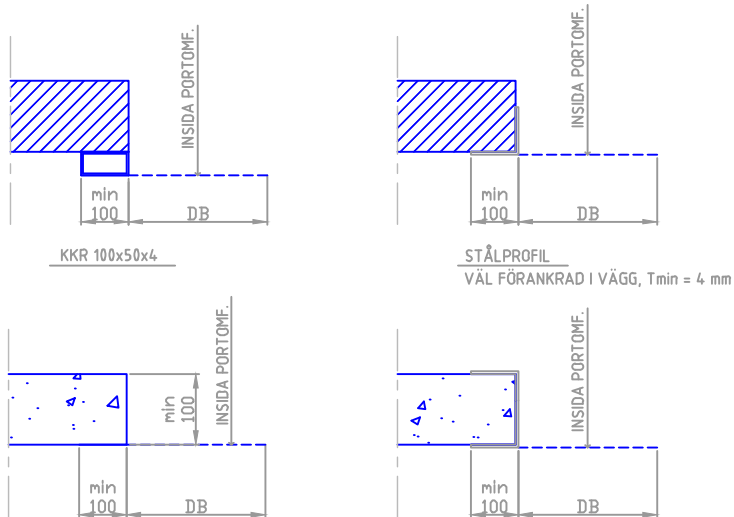 INSIDA PORTOMF.
min
100
DB
KKR 100x50x4
INSIDA PORTOMF.
min
100
DB
STÅLPROFIL
VÄL FÖRANKRAD I VÄGG, Tmin = 4 mm
INSIDA PORTOMF.
min
100
min
100
DB
INSIDA PORTOMF.
min
100
DB